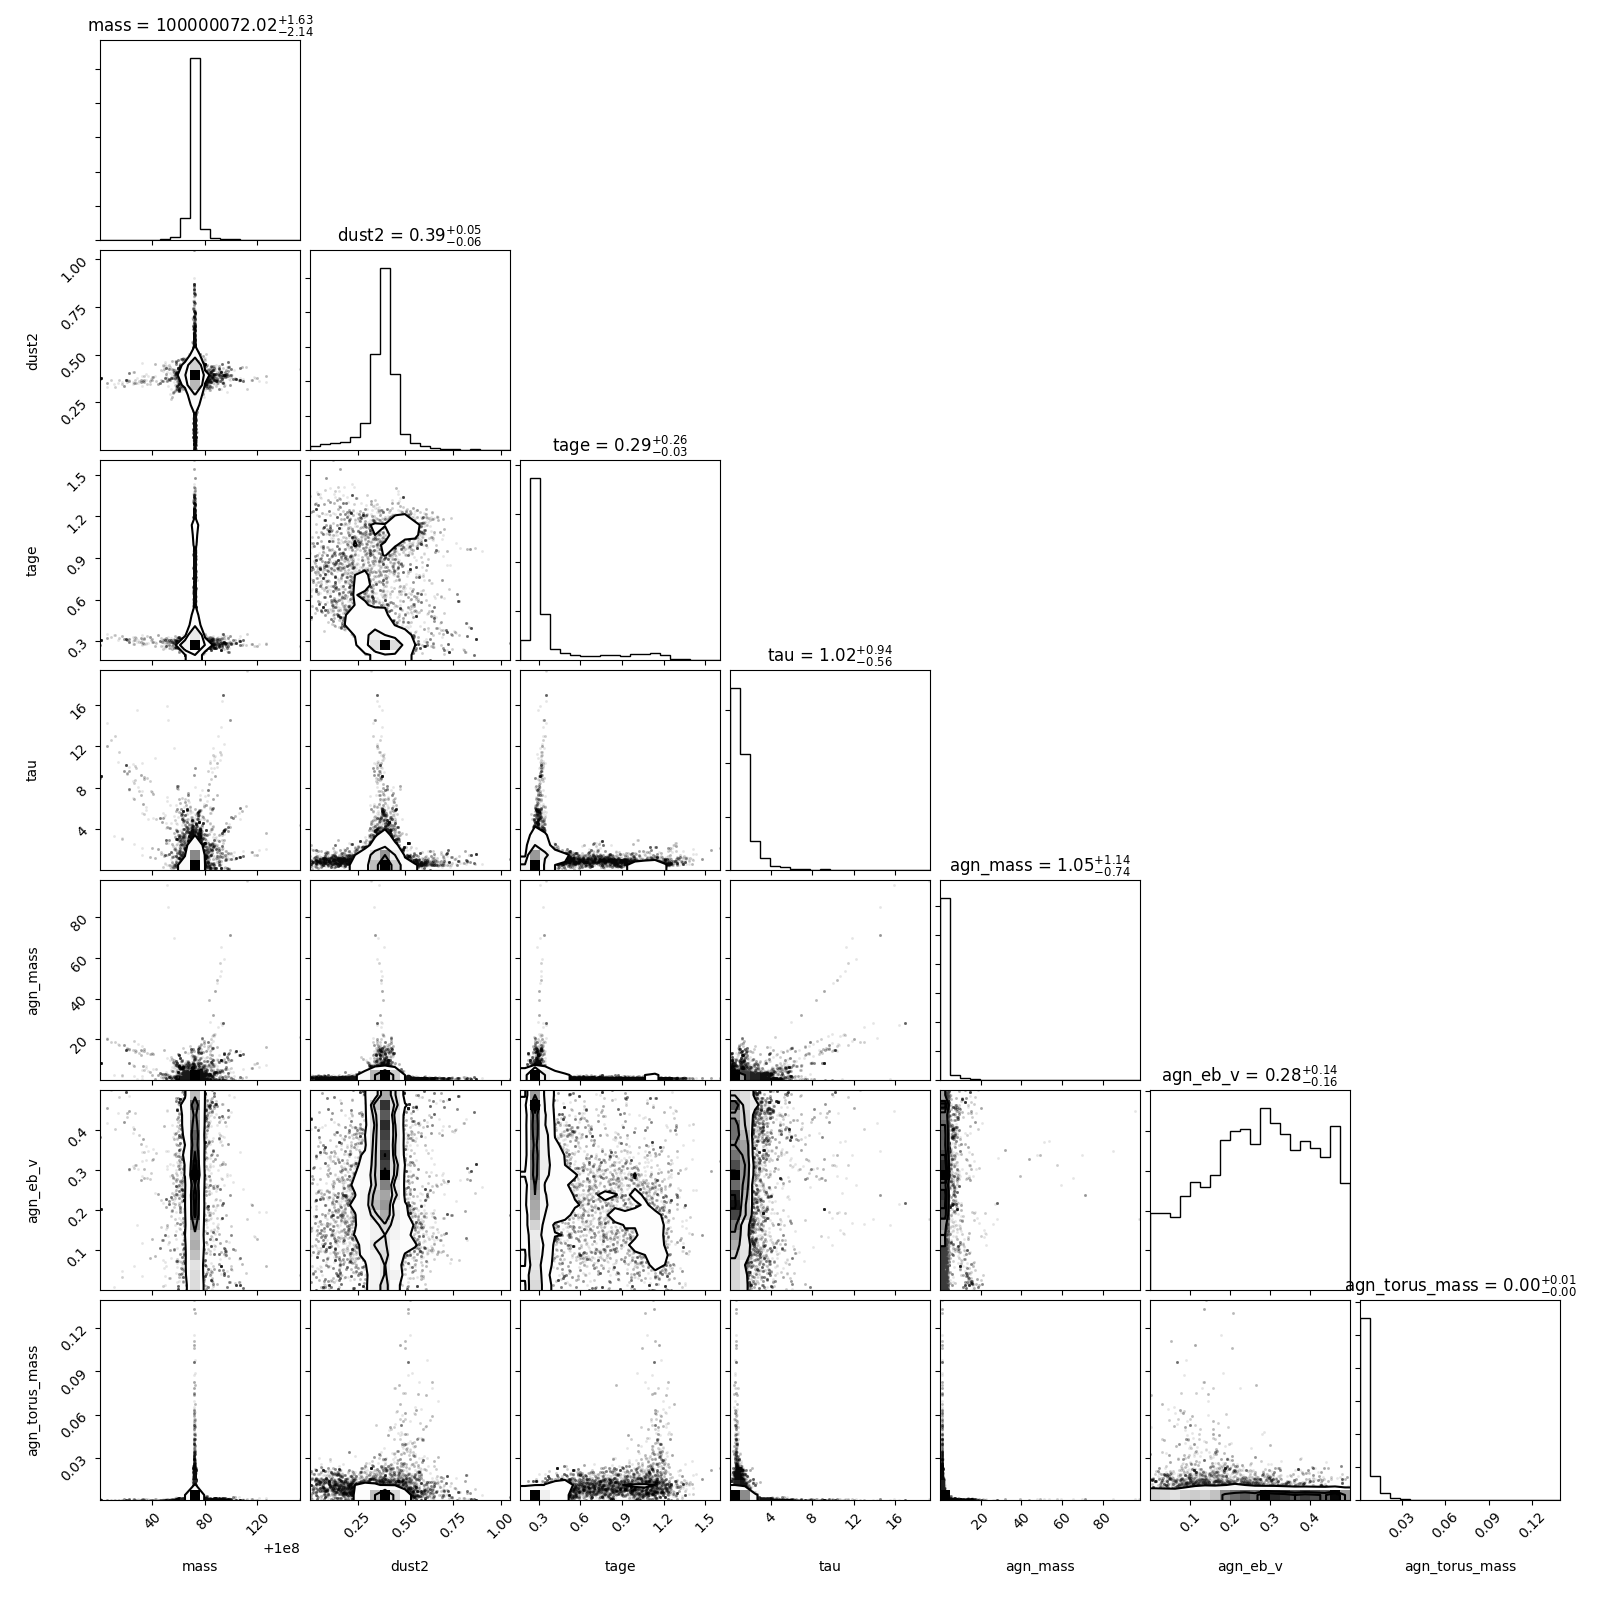 mass = 100000072.02+1.63−2.14
dust2 = 0.39+0.05−0.06
1.00
0.75
0.50
0.25
dust2
tage = 0.29+0.26−0.03
1.5
1.2
0.9
0.6
0.3
tage
tau = 1.02+0.94−0.56
16
12
8
4
tau
agn_mass = 1.05+1.14−0.74
80
60
40
20
agn_mass
agn_eb_v = 0.28+0.14−0.16
0.4
0.3
0.2
0.1
agn_eb_v
agn_torus_mass = 0.00+0.01−0.00
0.12
0.09
0.06
0.03
agn_torus_mass
40 80 120 0.25 0.50 0.75 1.00 0.3 0.6 0.9 1.2 1.5 4 8 12 16 20 40 60 80 0.1 0.2 0.3 0.4 0.03 0.06 0.09 0.12
+1e8
mass dust2 tage tau agn_mass agn_eb_v agn_torus_mass